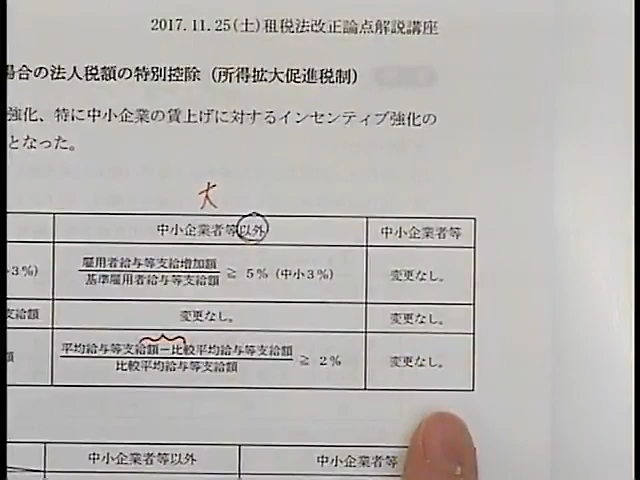 2017.11.25(土)租税法改正論点解説講座
場合の法人税額の特別控除（所得拡大促進税制）
強化、特に中小企業の賃上げに対するインセンティブ強化の
となった。
大
中小企業者等以外
中小企業者等
3%)
雇用者給与等支給増加額
基準雇用者給与等支給額
≧ 5%（中小3%）
変更なし。
支給額
変更なし。
変更なし。
額
平均給与等支給額－比較平均給与等支給額
比較平均給与等支給額
≧ 2%
変更なし。
中小企業者等以外
中小企業者等